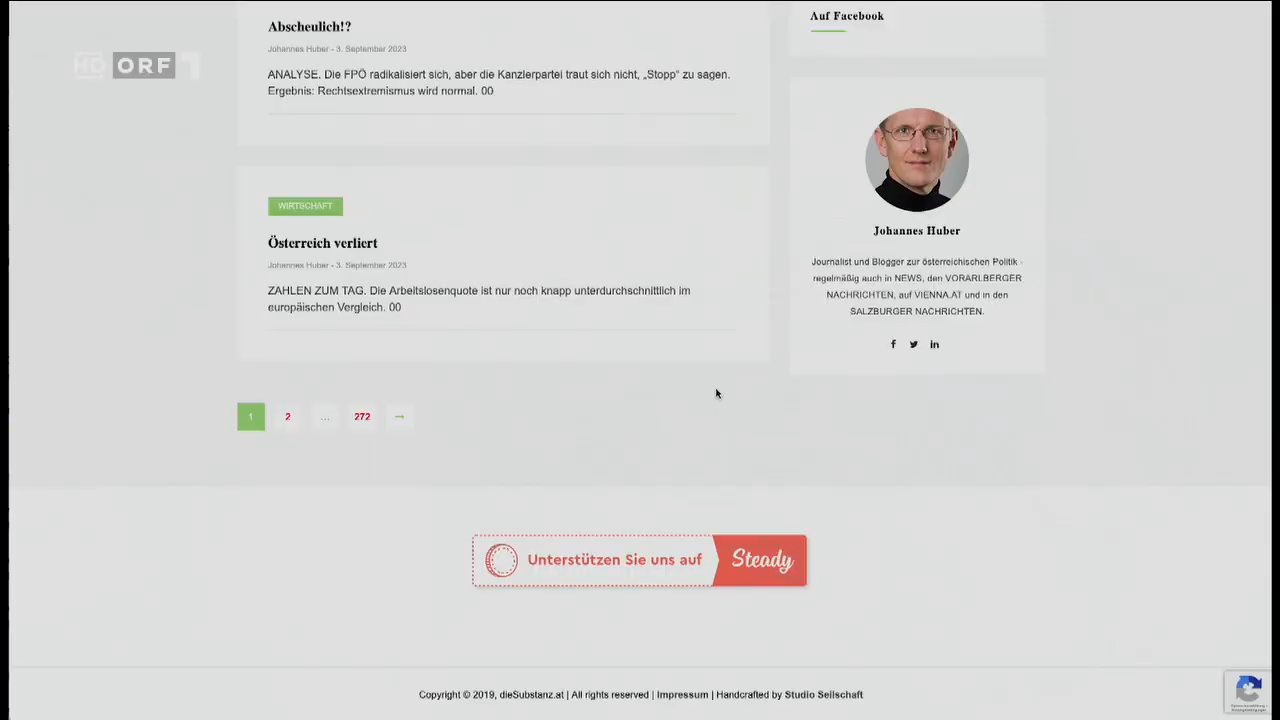 Abscheulich!?
Johannes Huber - 3. September 2023
ANALYSE. Die FPÖ radikalisiert sich, aber die Kanzlerpartei traut sich nicht, „Stopp“ zu sagen.
Ergebnis: Rechtsextremismus wird normal. 00
HD ORF 1
WIRTSCHAFT
Österreich verliert
Johannes Huber - 3. September 2023
ZAHLEN ZUM TAG. Die Arbeitslosenquote ist nur noch knapp unterdurchschnittlich im
europäischen Vergleich. 00
1 2 ... 272 →
Auf Facebook
Johannes Huber
Journalist und Blogger zur österreichischen Politik -
regelmäßig auch in NEWS, den VORARLBERGER
NACHRICHTEN, auf VIENNA.AT und in den
SALZBURGER NACHRICHTEN.
Unterstützen Sie uns auf Steady
Copyright © 2019, dieSubstanz.at | All rights reserved | Impressum | Handcrafted by Studio Sellschaft